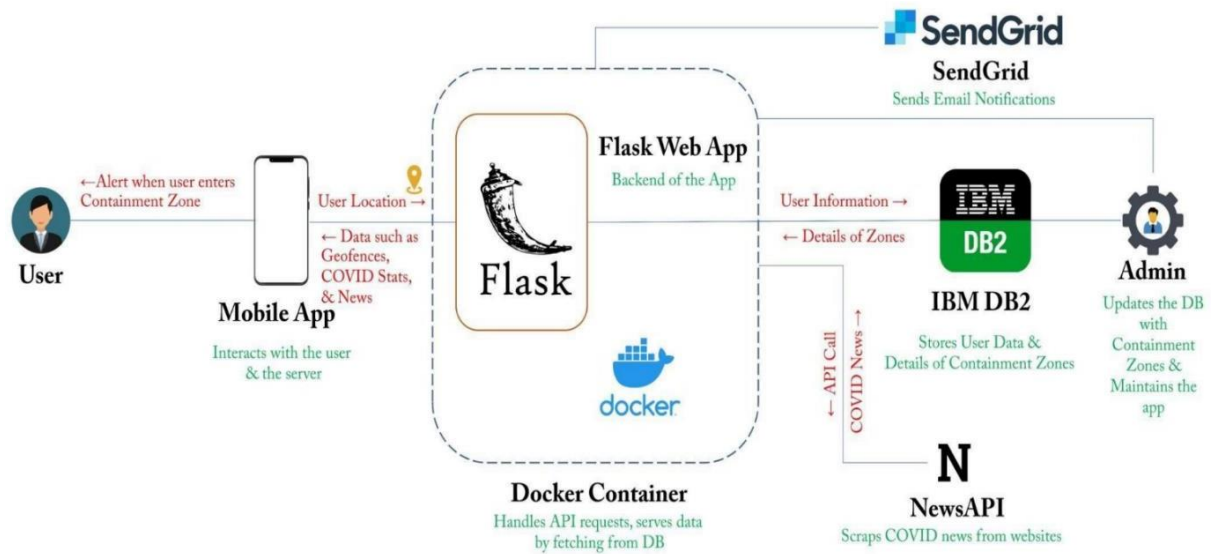 SendGrid
SendGrid
Sends Email Notifications
Flask Web App
Backend of the App
←Alert when user enters
Containment Zone
User Location →
← Data such as
Geofences,
COVID Stats,
& News
User
Mobile App
Interacts with the user
& the server
Flask
docker
Docker Container
Handles API requests, serves data
by fetching from DB
User Information →
← Details of Zones
IBM
DB2
IBM DB2
Stores User Data &
Details of Containment Zones
Admin
Updates the DB
with
Containment
Zones &
Maintains the
app
← API Call
COVID News →
N
NewsAPI
Scraps COVID news from websites